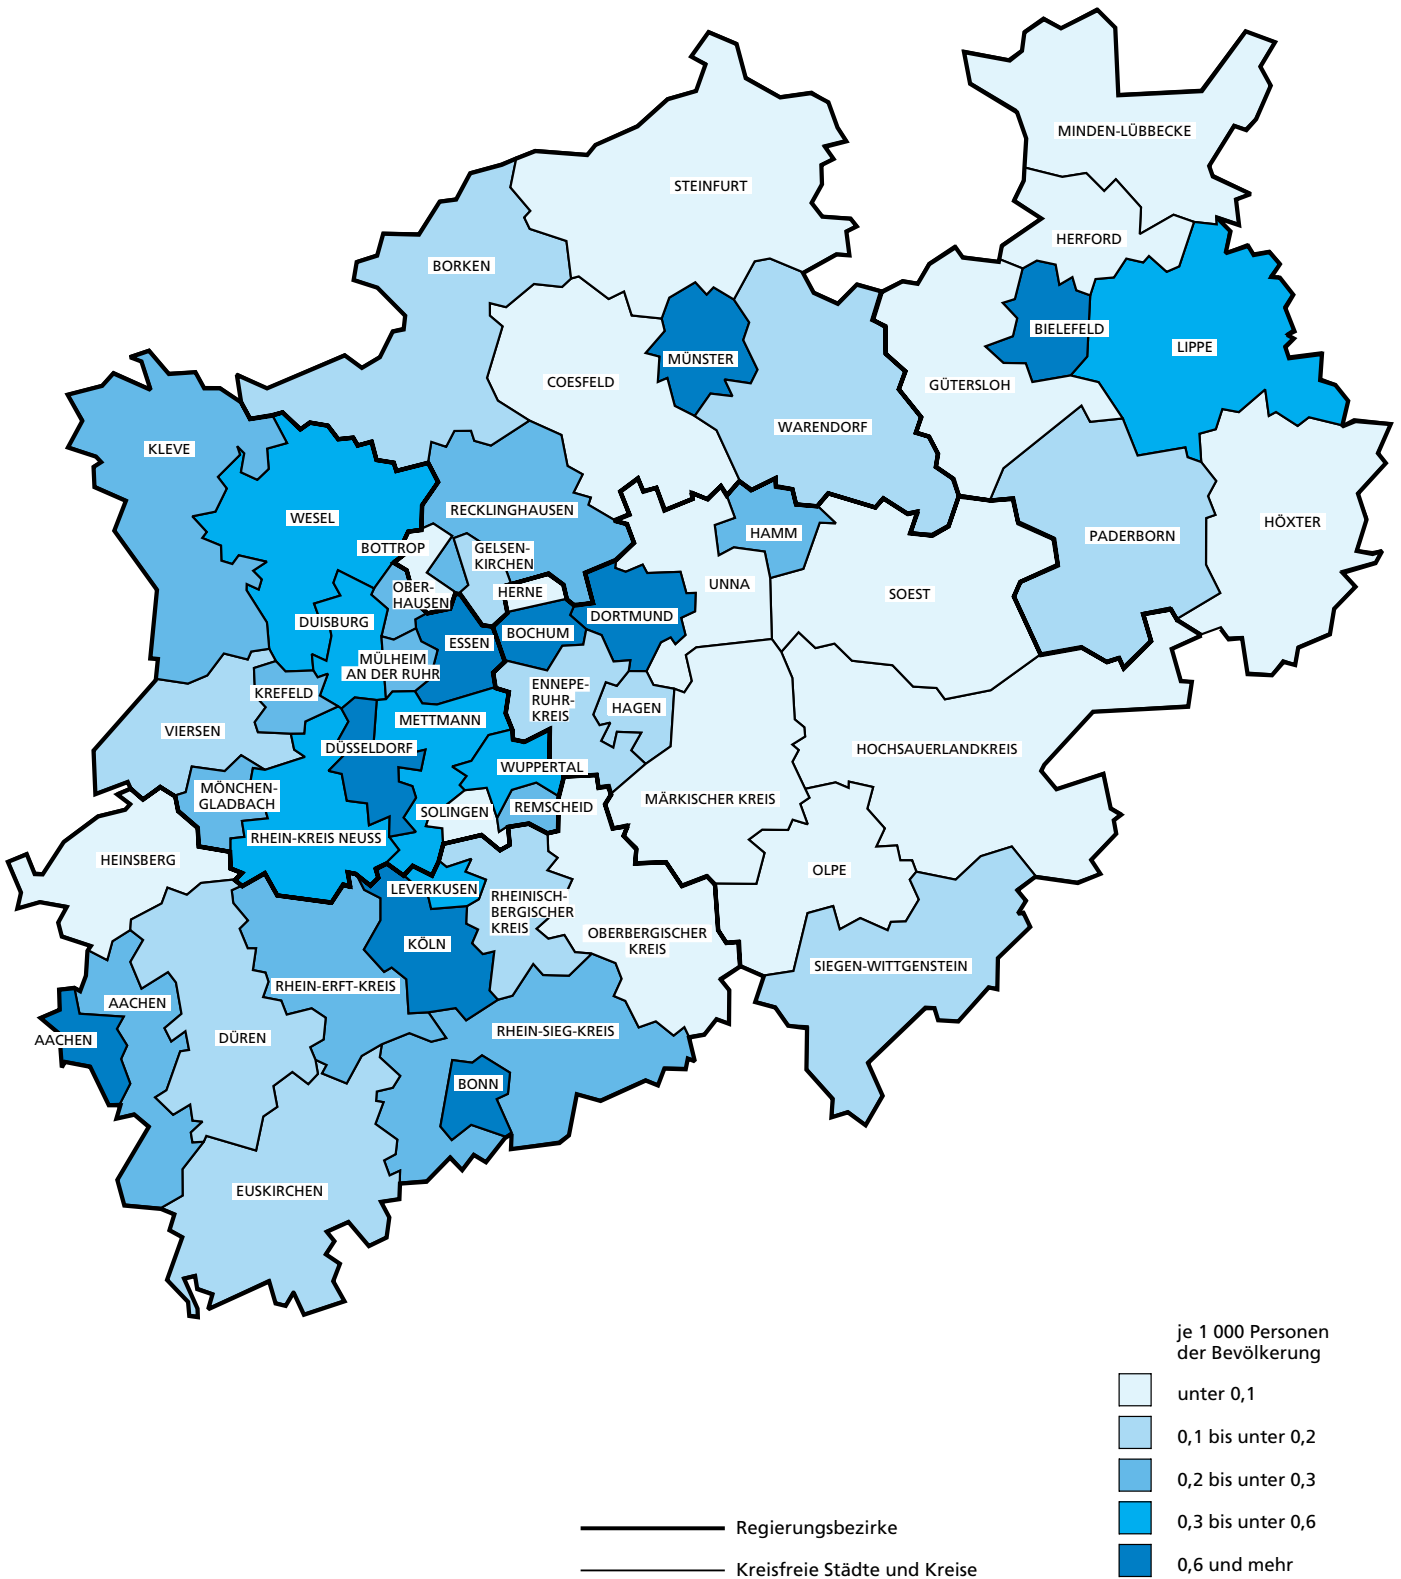 MINDEN-LÜBBECKE
STEINFURT
HERFORD
BORKEN
BIELEFELD
LIPPE
MÜNSTER
COESFELD
GÜTERSLOH
WARENDORF
KLEVE
RECKLINGHAUSEN
WESEL
HÖXTER
HAMM
PADERBORN
BOTTROP
GELSEN-
KIRCHEN
UNNA
OBER-
HAUSEN
HERNE
SOEST
DORTMUND
DUISBURG
BOCHUM
ESSEN
MÜLHEIM
AN DER RUHR
KREFELD
ENNEPE-
RUHR-
KREIS
HAGEN
METTMANN
VIERSEN
DÜSSELDORF
HOCHSAUERLANDKREIS
WUPPERTAL
MÖNCHEN-
GLADBACH
MÄRKISCHER KREIS
REMSCHEID
SOLINGEN
RHEIN-KREIS NEUSS
HEINSBERG
OLPE
LEVERKUSEN
RHEINISCH-
BERGISCHER
KREIS
OBERBERGISCHER
KREIS
KÖLN
SIEGEN-WITTGENSTEIN
RHEIN-ERFT-KREIS
AACHEN
RHEIN-SIEG-KREIS
DÜREN
AACHEN
BONN
EUSKIRCHEN
je 1 000 Personen
der Bevölkerung
unter 0,1
0,1 bis unter 0,2
0,2 bis unter 0,3
0,3 bis unter 0,6
0,6 und mehr
Regierungsbezirke
Kreisfreie Städte und Kreise